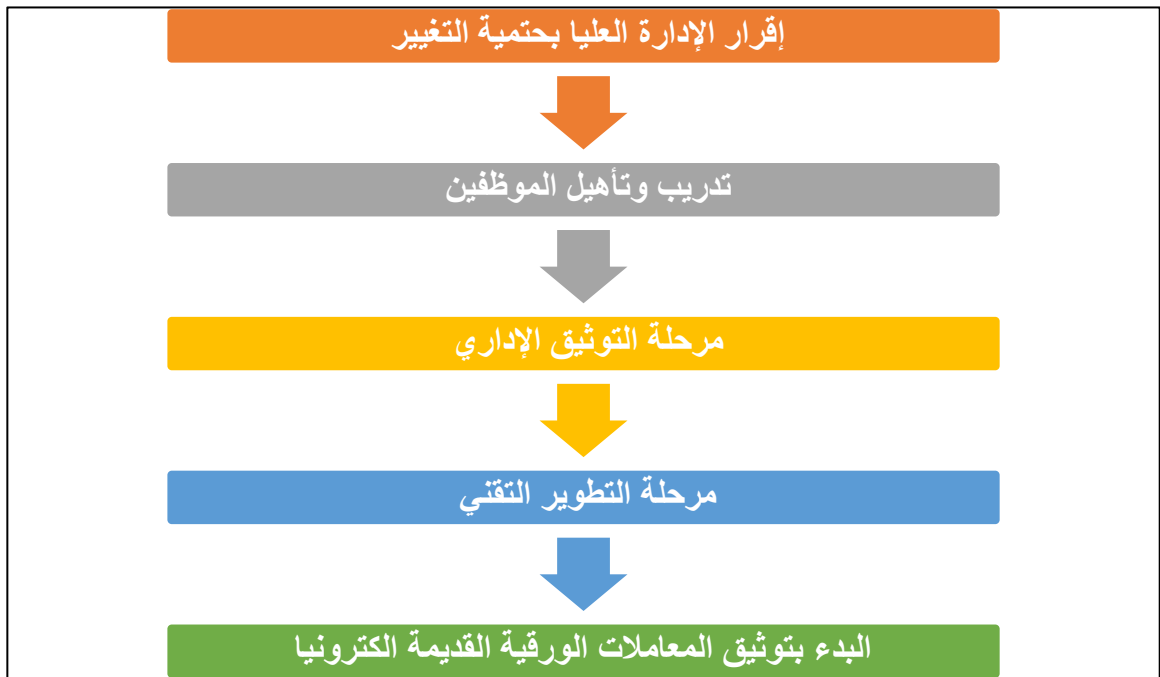 إقرار الإدارة العليا بحتمية التغيير
تدريب وتأهيل الموظفين
مرحلة التوثيق الإداري
مرحلة التطوير التقني
البدء بتوثيق المعاملات الورقية القديمة الكترونيا